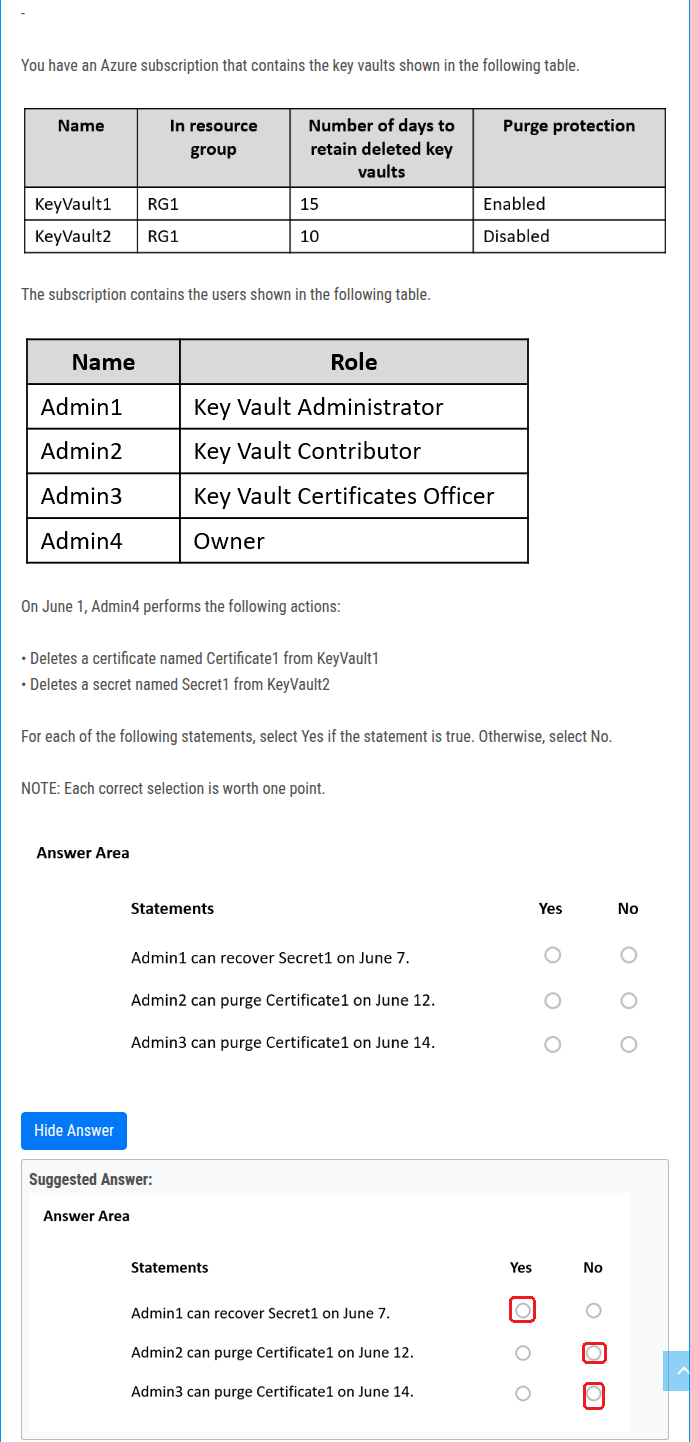 -
You have an Azure subscription that contains the key vaults shown in the following table.
Name In resource group Number of days to retain deleted key vaults Purge protection
KeyVault1 RG1 15 Enabled
KeyVault2 RG1 10 Disabled
The subscription contains the users shown in the following table.
Name Role
Admin1 Key Vault Administrator
Admin2 Key Vault Contributor
Admin3 Key Vault Certificates Officer
Admin4 Owner
On June 1, Admin4 performs the following actions:
• Deletes a certificate named Certificate1 from KeyVault1
• Deletes a secret named Secret1 from KeyVault2
For each of the following statements, select Yes if the statement is true. Otherwise, select No.
NOTE: Each correct selection is worth one point.
Answer Area
Statements Yes No
Admin1 can recover Secret1 on June 7.
Admin2 can purge Certificate1 on June 12.
Admin3 can purge Certificate1 on June 14.
Hide Answer
Suggested Answer:
Answer Area
Statements Yes No
Admin1 can recover Secret1 on June 7.
Admin2 can purge Certificate1 on June 12.
Admin3 can purge Certificate1 on June 14.